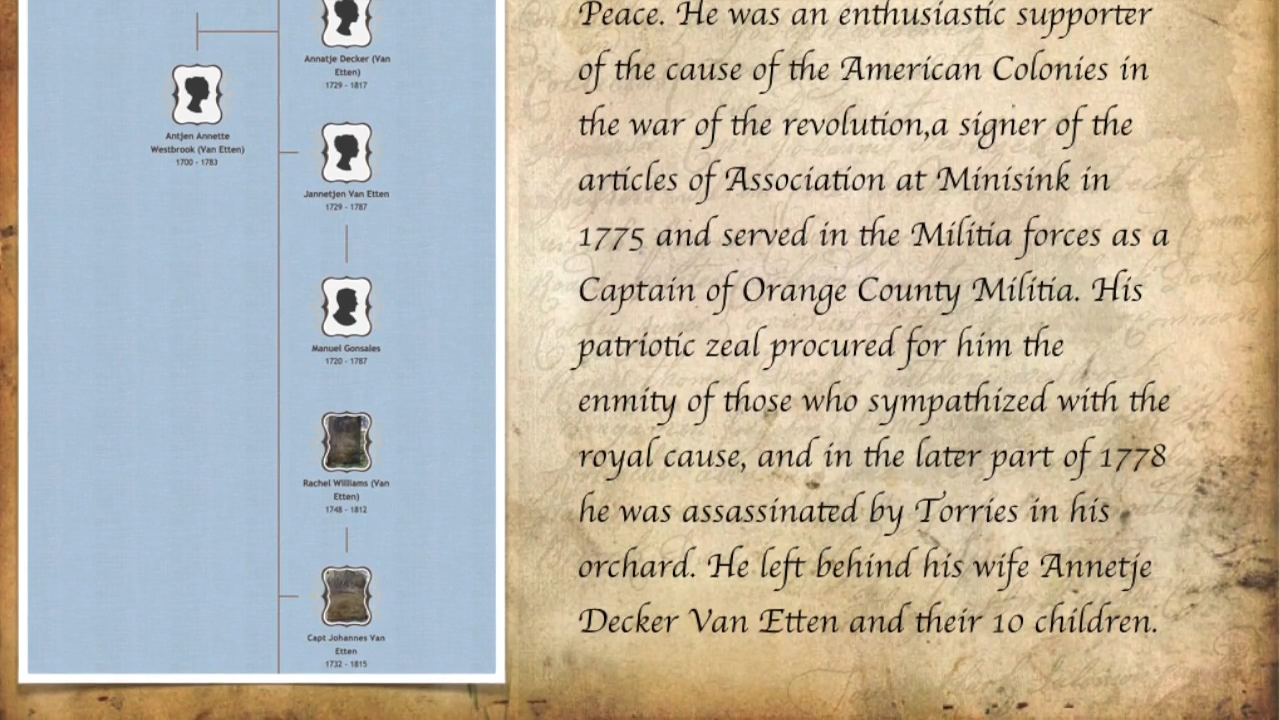 Annatje Decker (Van
Etten)
1729 - 1817
Antjen Annette
Westbrook (Van Etten)
1700 - 1783
Jannetjen Van Etten
1729 - 1787
Manuel Gonsales
1720 - 1787
Rachel Williams (Van
Etten)
1748 - 1812
Capt Johannes Van
Etten
1732 - 1815
Peace. He was an enthusiastic supporter
of the cause of the American Colonies in
the war of the revolution,a signer of the
articles of Association at Minisink in
1775 and served in the Militia forces as a
Captain of Orange County Militia. His
patriotic zeal procured for him the
enmity of those who sympathized with the
royal cause, and in the later part of 1778
he was assassinated by Torries in his
orchard. He left behind his wife Annetje
Decker Van Etten and their 10 children.